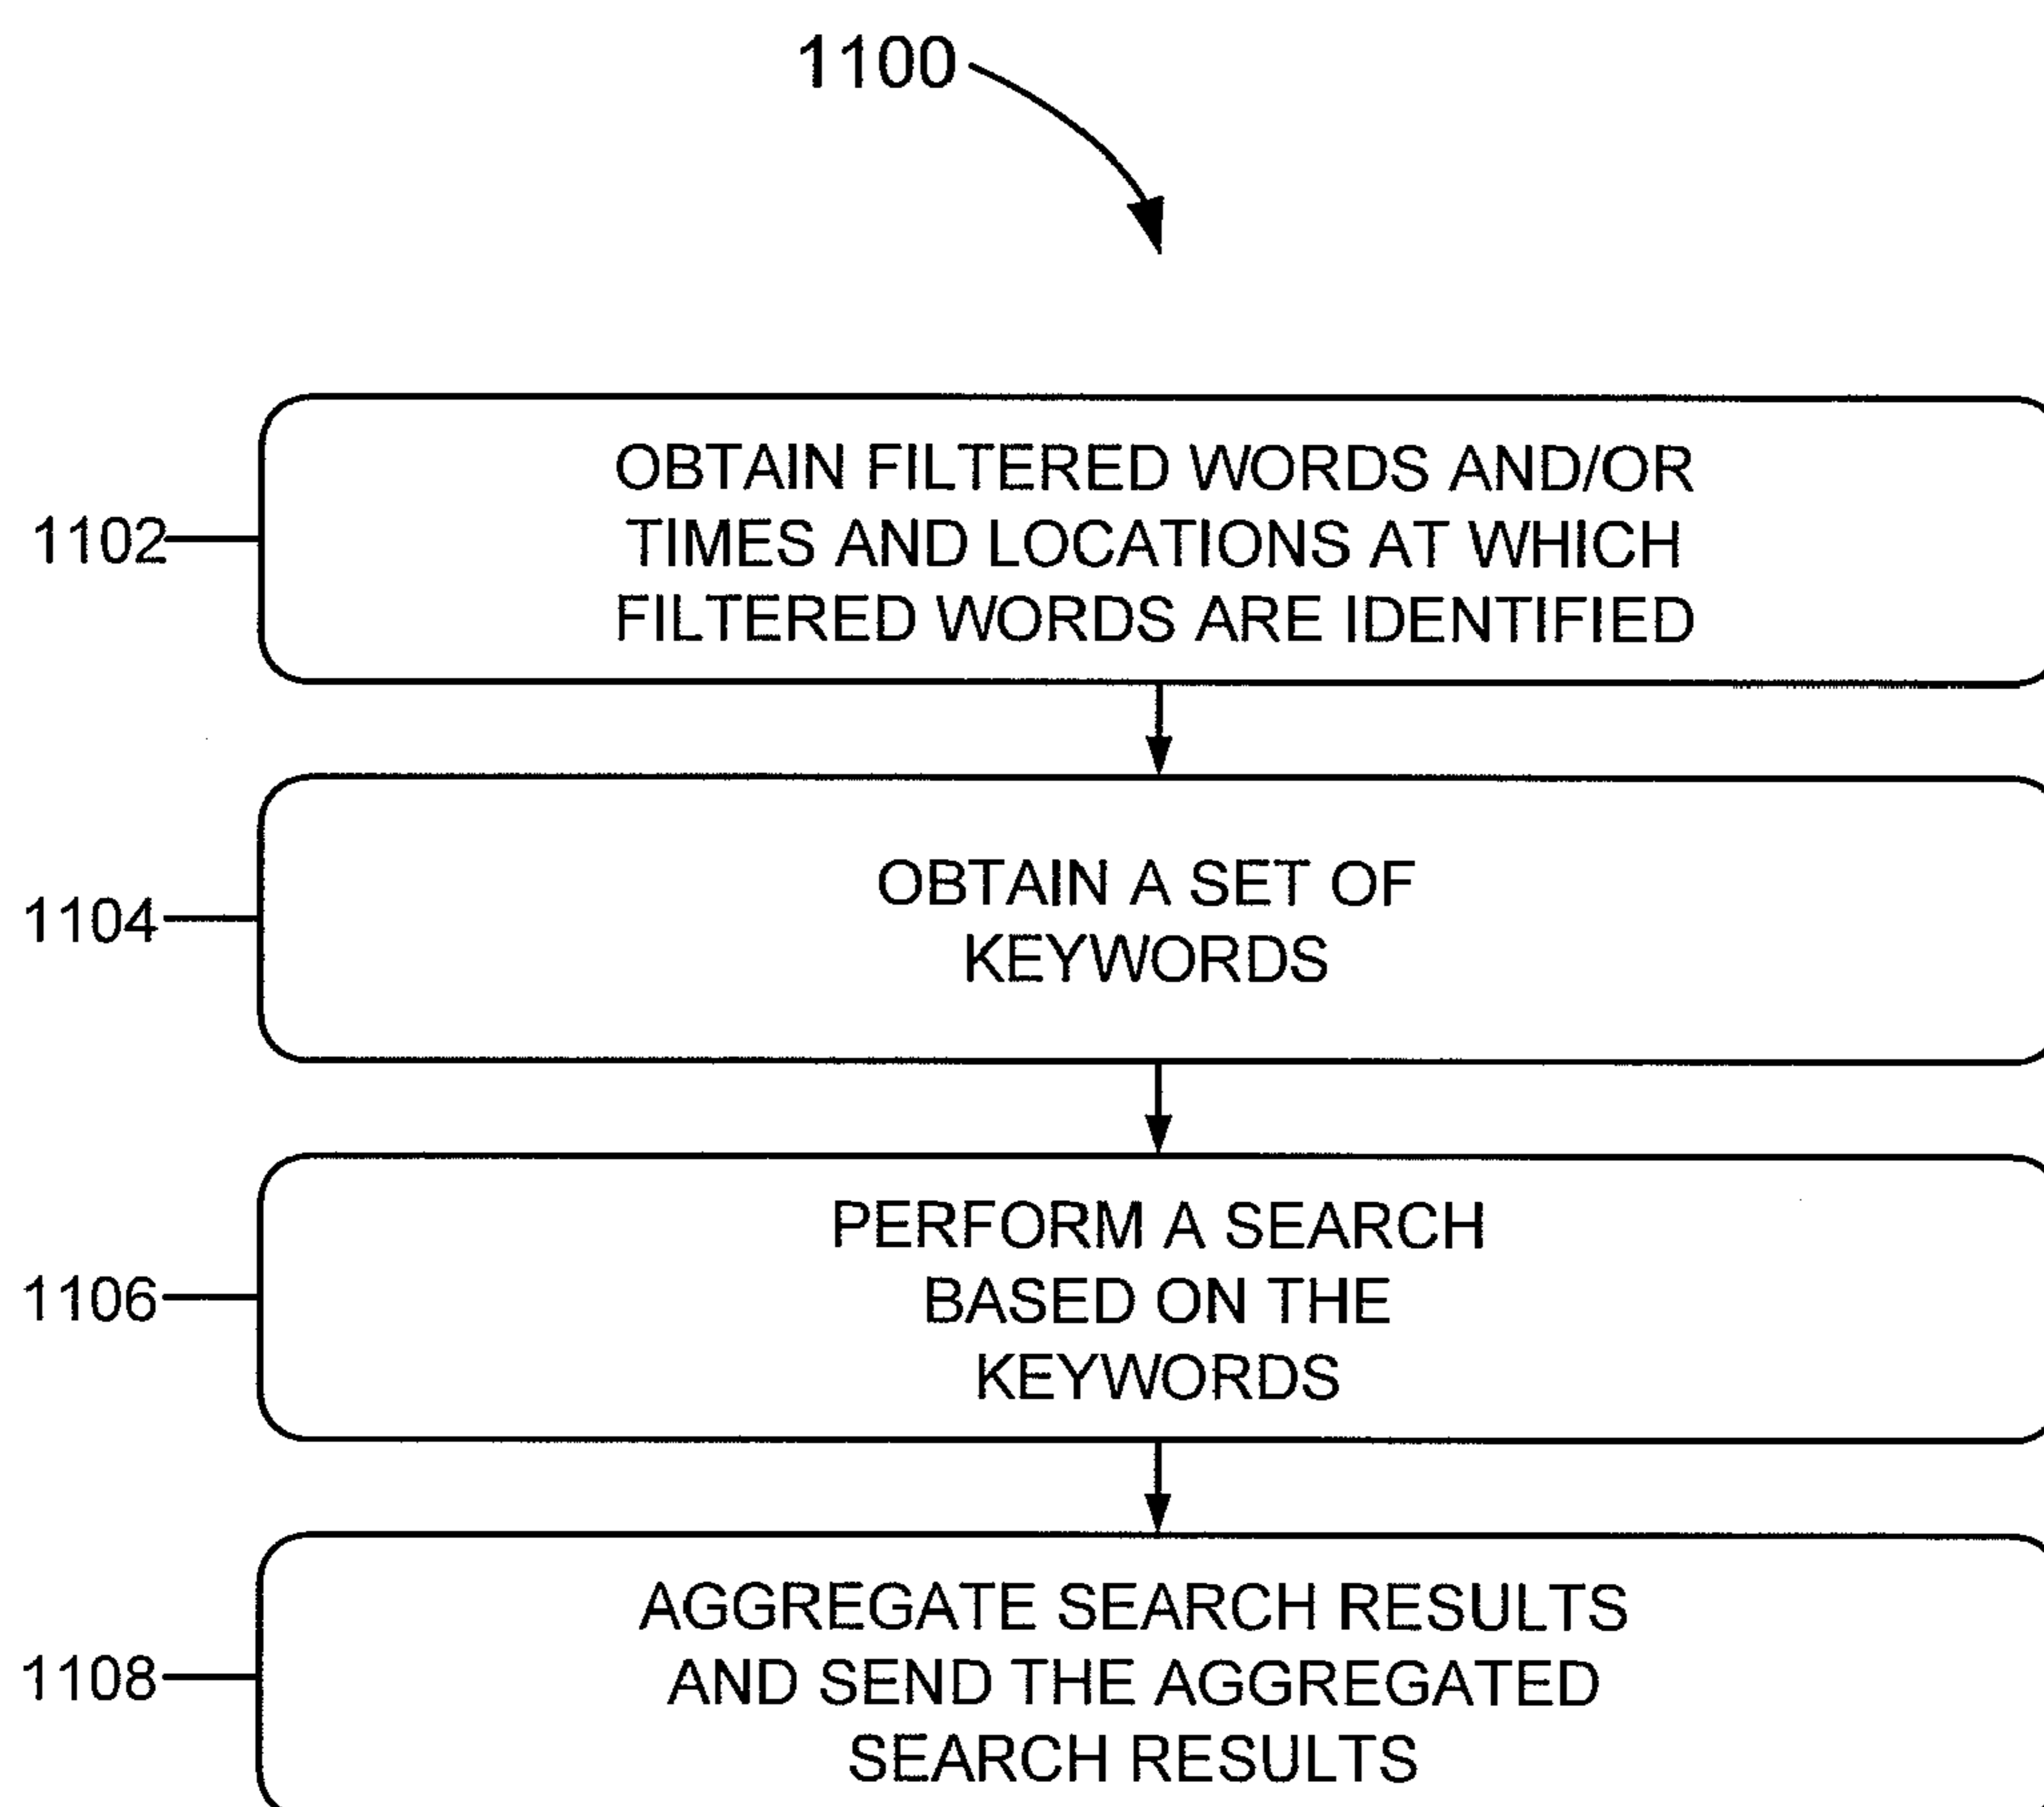 1100
1102
OBTAIN FILTERED WORDS AND/OR
TIMES AND LOCATIONS AT WHICH
FILTERED WORDS ARE IDENTIFIED
1104
OBTAIN A SET OF
KEYWORDS
1106
PERFORM A SEARCH
BASED ON THE
KEYWORDS
1108
AGGREGATE SEARCH RESULTS
AND SEND THE AGGREGATED
SEARCH RESULTS